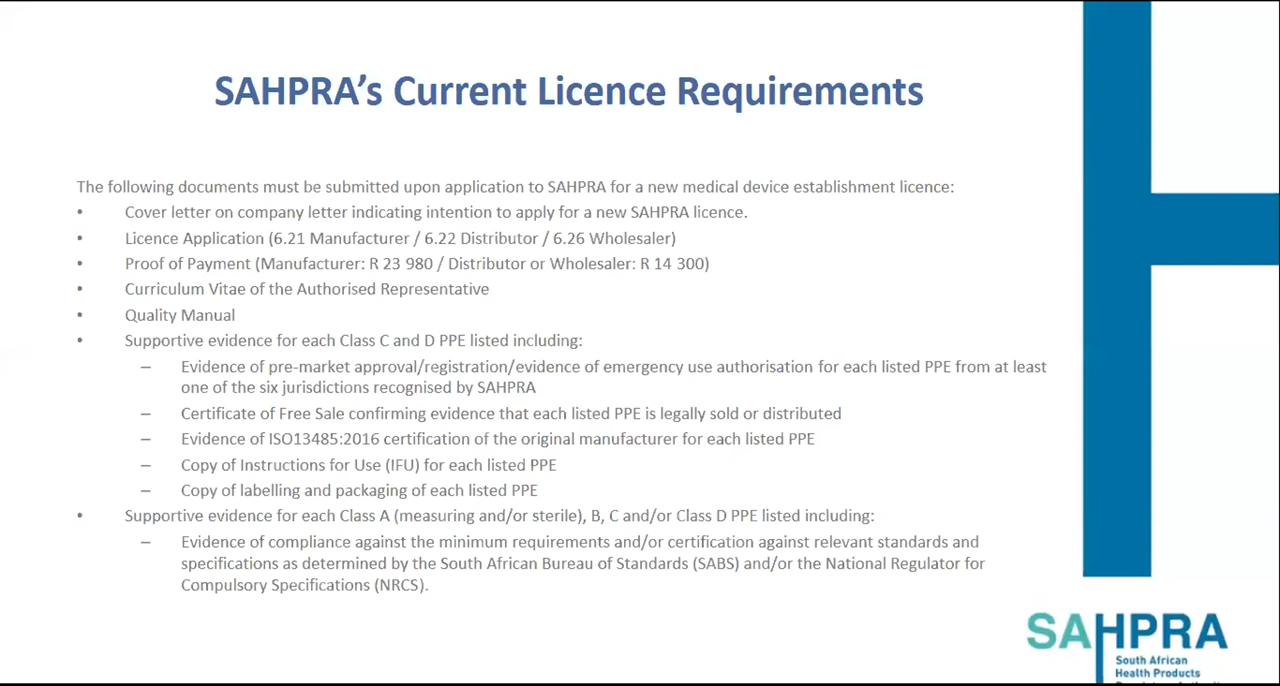 SAHPRA's Current Licence Requirements
The following documents must be submitted upon application to SAHPRA for a new medical device establishment licence:
• Cover letter on company letter indicating intention to apply for a new SAHPRA licence.
• Licence Application (6.21 Manufacturer / 6.22 Distributor / 6.26 Wholesaler)
• Proof of Payment (Manufacturer: R 23 980 / Distributor or Wholesaler: R 14 300)
• Curriculum Vitae of the Authorised Representative
• Quality Manual
• Supportive evidence for each Class C and D PPE listed including:
– Evidence of pre-market approval/registration/evidence of emergency use authorisation for each listed PPE from at least
one of the six jurisdictions recognised by SAHPRA
– Certificate of Free Sale confirming evidence that each listed PPE is legally sold or distributed
– Evidence of ISO13485:2016 certification of the original manufacturer for each listed PPE
– Copy of Instructions for Use (IFU) for each listed PPE
– Copy of labelling and packaging of each listed PPE
• Supportive evidence for each Class A (measuring and/or sterile), B, C and/or Class D PPE listed including:
– Evidence of compliance against the minimum requirements and/or certification against relevant standards and
specifications as determined by the South African Bureau of Standards (SABS) and/or the National Regulator for
Compulsory Specifications (NRCS).
SAHPRA
South African
Health Products